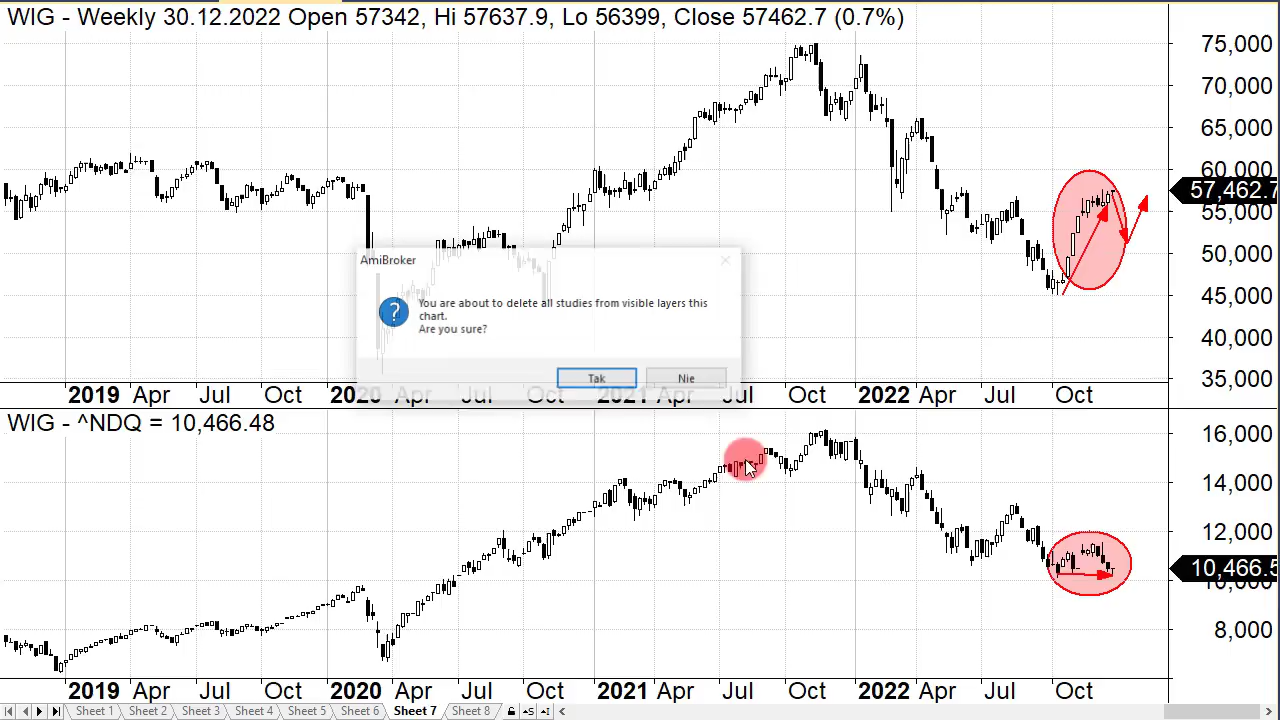 WIG - Weekly 30.12.2022 Open 57342, Hi 57637.9, Lo 56399, Close 57462.7 (0.7%)
75,000
70,000
65,000
60,000
57,462.7
55,000
50,000
45,000
40,000
35,000
AmiBroker
You are about to delete all studies from visible layers this
chart.
Are you sure?
Tak Nie
2019 Apr Jul Oct 2020 Apr Jul Oct 2021 Apr Jul Oct 2022 Apr Jul Oct
WIG - ^NDQ = 10,466.48
16,000
14,000
12,000
10,466.5
10,000
8,000
2019 Apr Jul Oct 2020 Apr Jul Oct 2021 Apr Jul Oct 2022 Apr Jul Oct
Sheet 1 Sheet 2 Sheet 3 Sheet 4 Sheet 5 Sheet 6 Sheet 7 Sheet 8